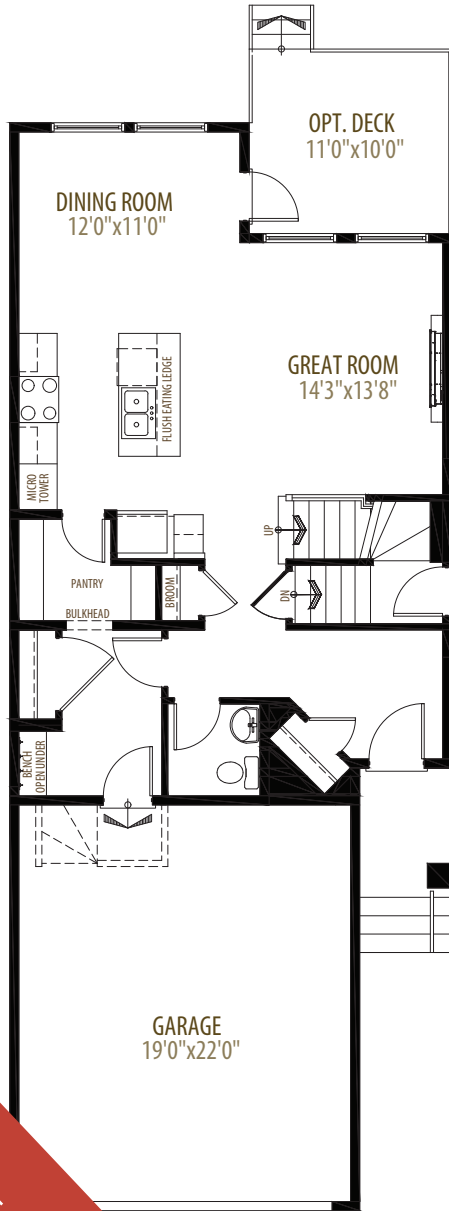 OPT. DECK
11'0"x10'0"
DINING ROOM
12'0"x11'0"
GREAT ROOM
14'3"x13'8"
FLUSH EATING LEDGE
MICRO
TOWER
UP
PANTRY
BROOM
DN
BULKHEAD
BENCH
OPEN UNDER
GARAGE
19'0"x22'0"